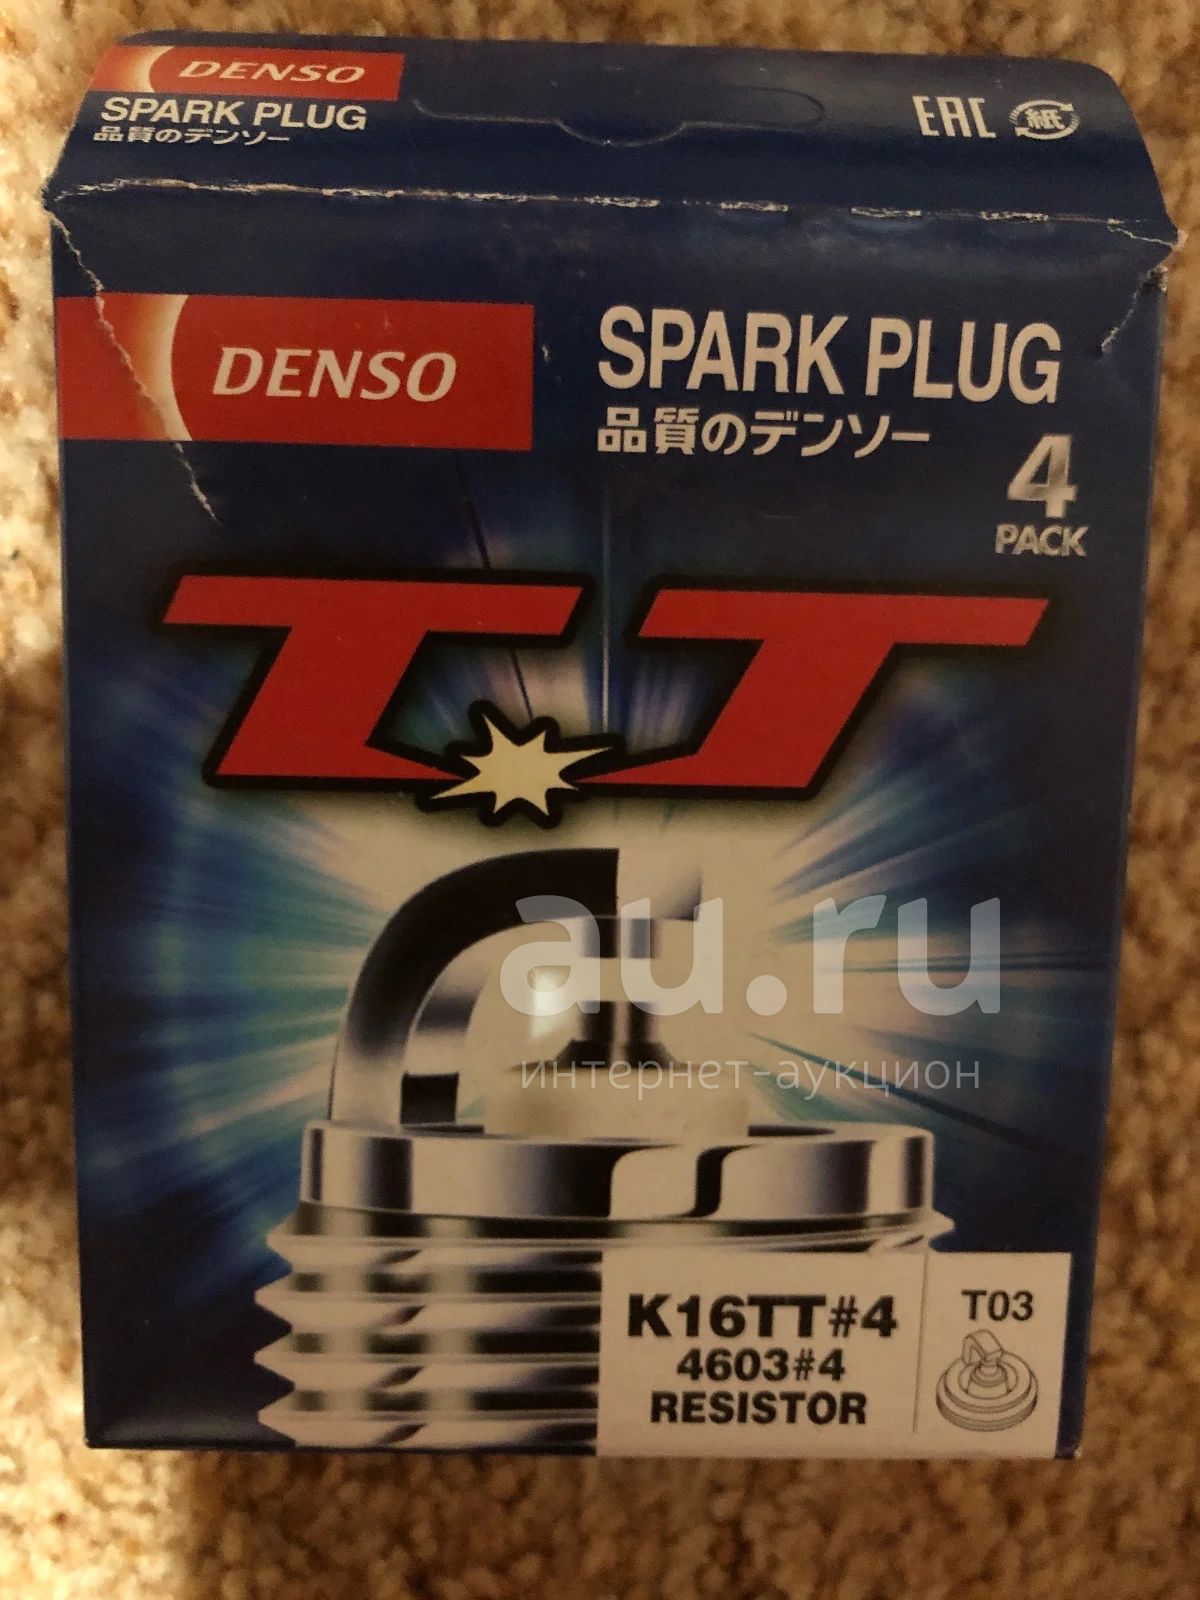 DENSO
SPARK PLUG
品質のデンソー
EAC
紙
DENSO
SPARK PLUG
品質のデンソー
4
PACK
TT
au.ru
интернет-аукцион
K16TT#4
4603#4
RESISTOR
T03